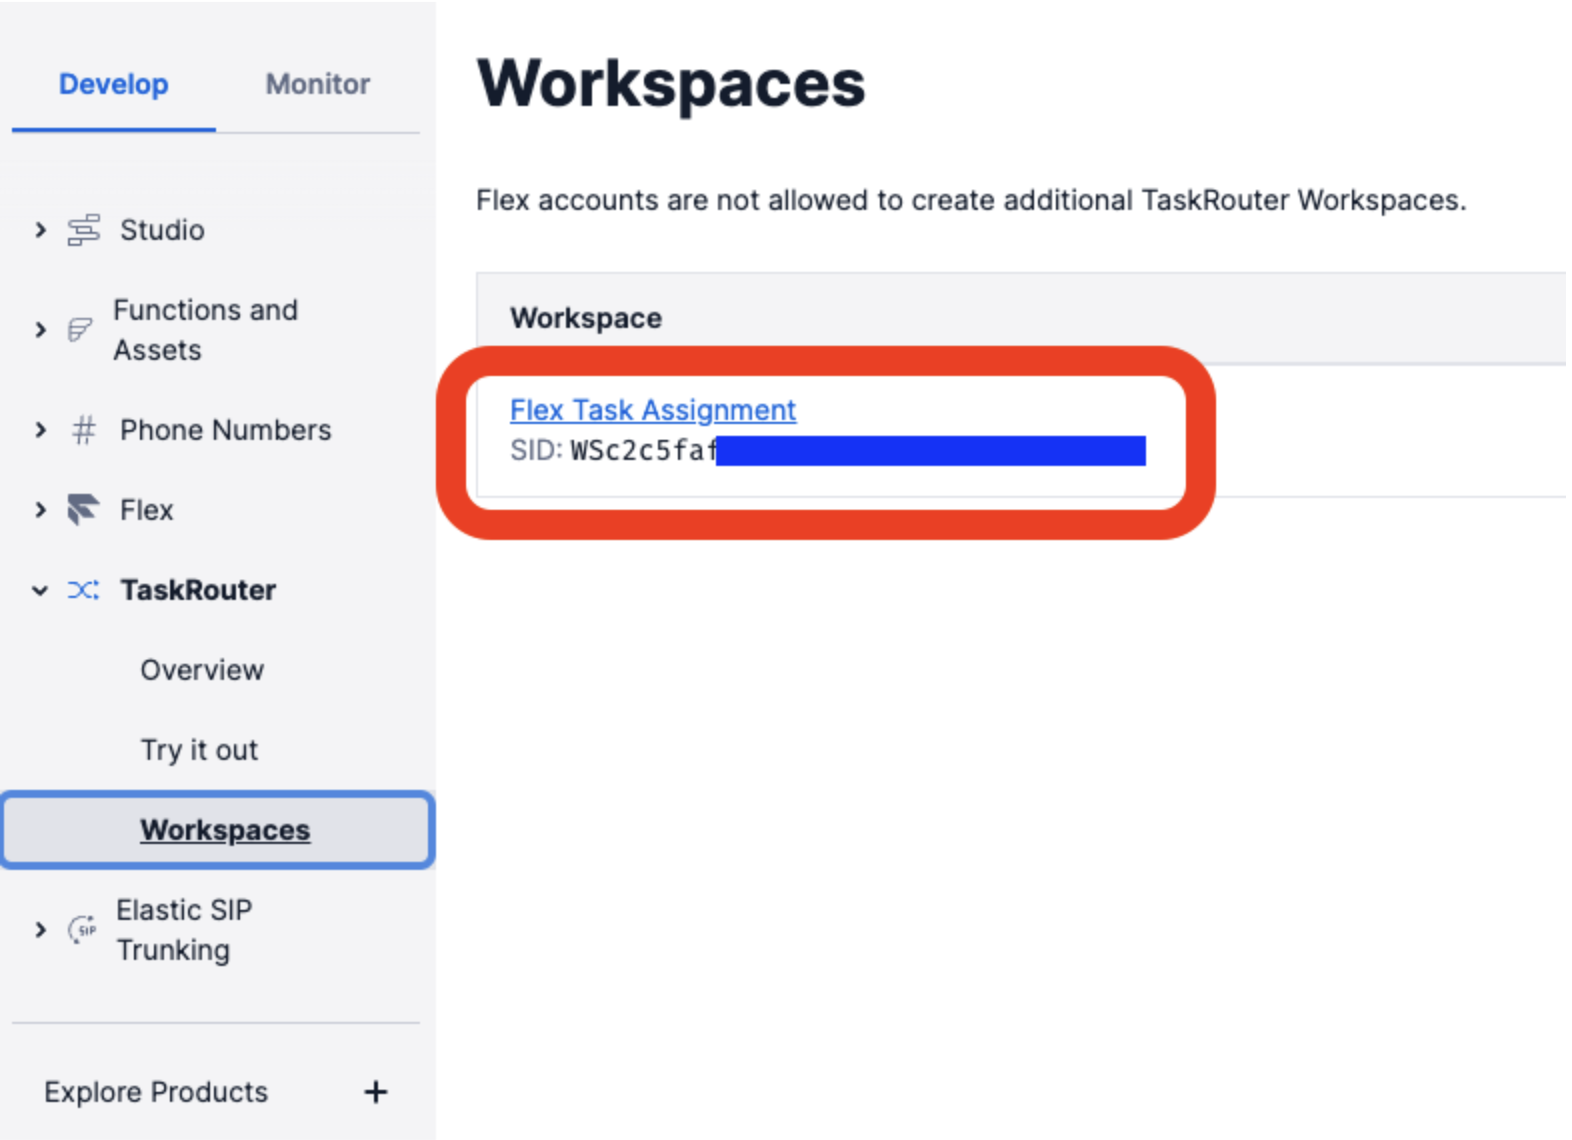 Develop
Monitor
Studio
Functions and
Assets
Phone Numbers
Flex
TaskRouter
Overview
Try it out
Workspaces
Elastic SIP
Trunking
Explore Products +
Workspaces
Flex accounts are not allowed to create additional TaskRouter Workspaces.
Workspace
Flex Task Assignment
SID: WSc2c5faf